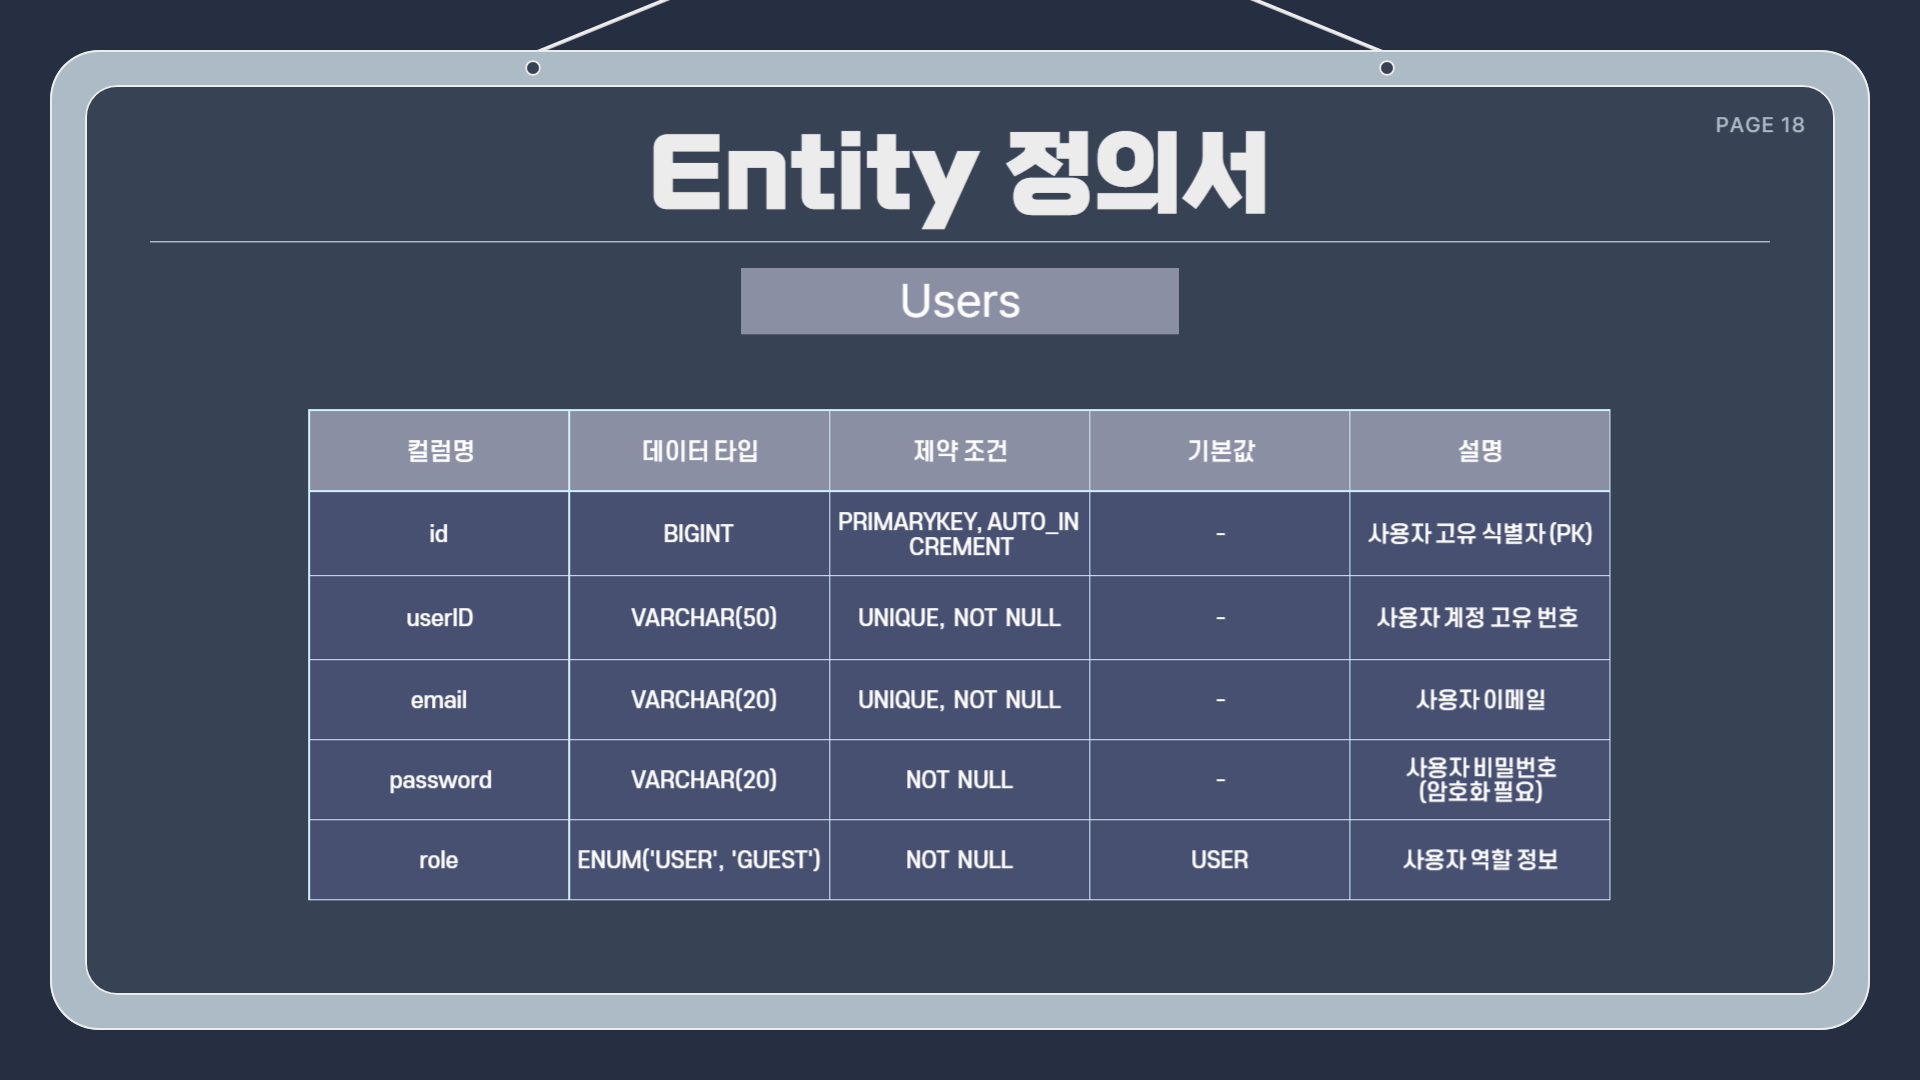 PAGE 18
Entity 정의서
Users
컬럼명 데이터 타입 제약 조건 기본값 설명
id BIGINT PRIMARYKEY, AUTO_IN
CREMENT - 사용자 고유 식별자 (PK)
userID VARCHAR(50) UNIQUE, NOT NULL - 사용자 계정 고유 번호
email VARCHAR(20) UNIQUE, NOT NULL - 사용자 이메일
password VARCHAR(20) NOT NULL - 사용자 비밀번호
(암호화 필요)
role ENUM('USER', 'GUEST') NOT NULL USER 사용자 역할 정보